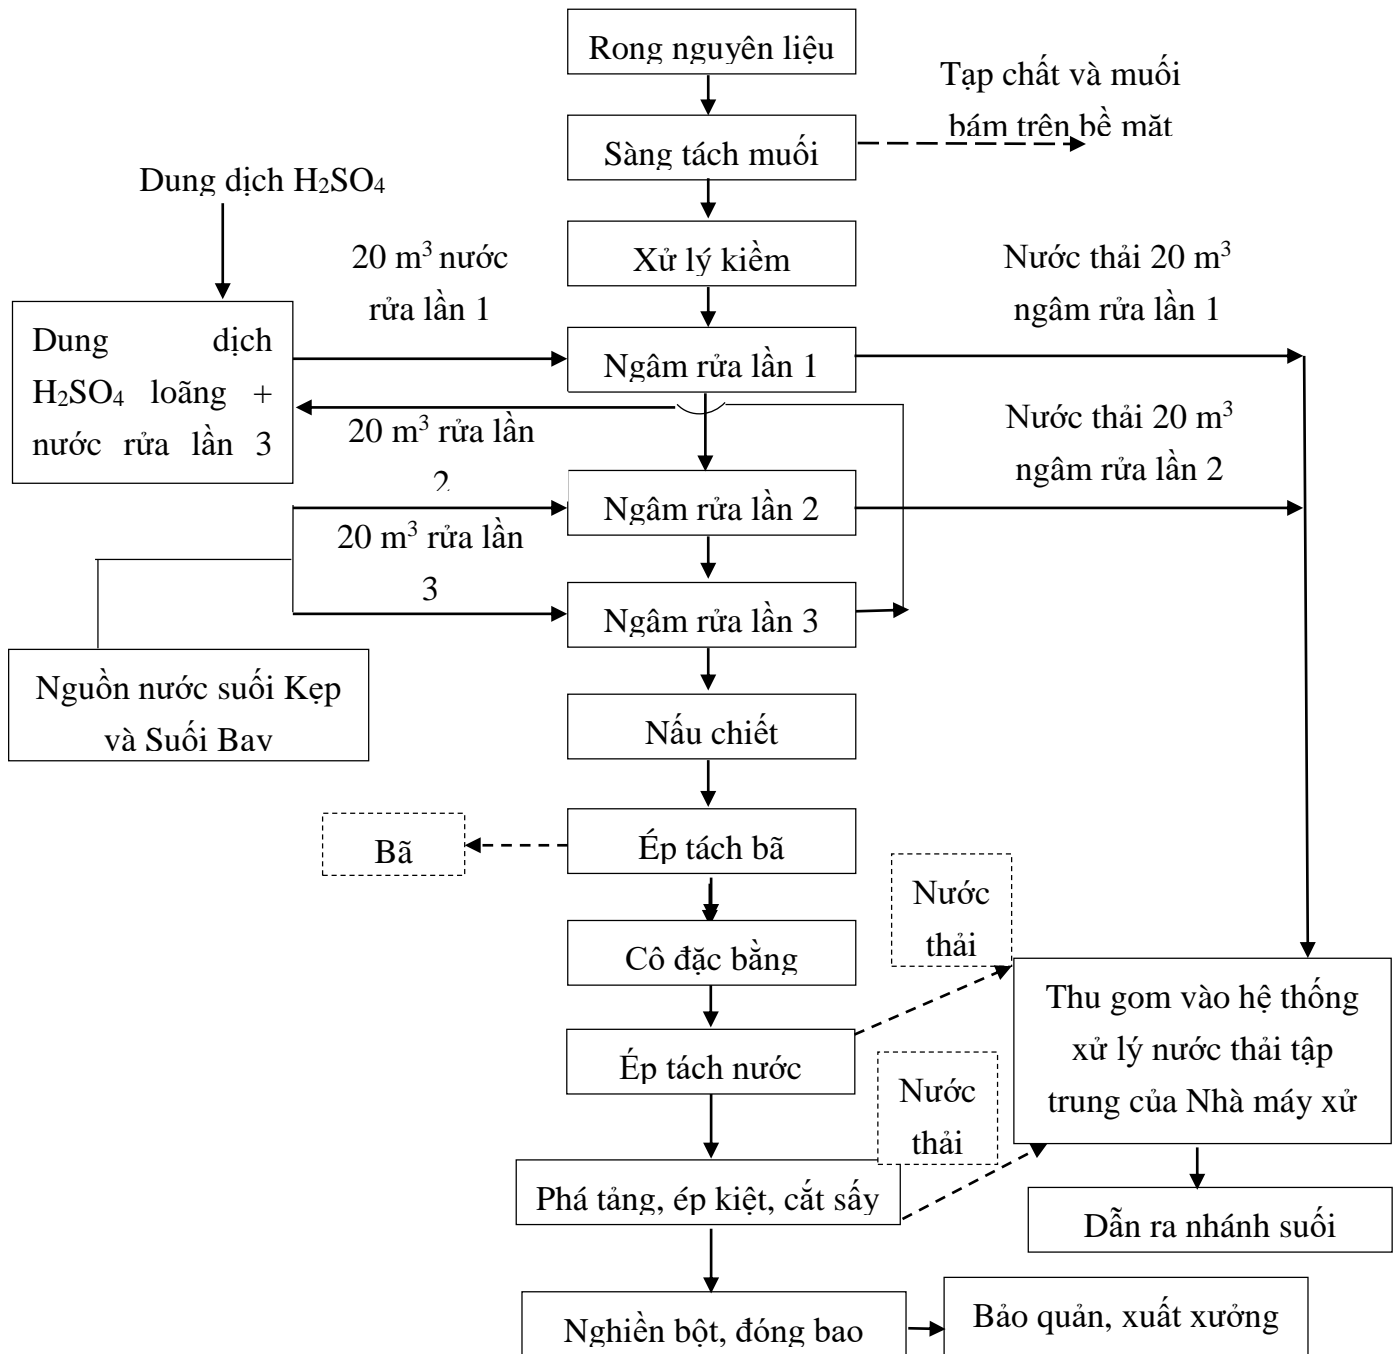 Rong nguyên liệu
Tạp chất và muối
bám trên bề mặt
Sàng tách muối
Dung dịch H₂SO₄
20 m³ nước
rửa lần 1
Xử lý kiềm
Nước thải 20 m³
ngâm rửa lần 1
Dung dịch
H₂SO₄ loãng +
nước rửa lần 3
Ngâm rửa lần 1
20 m³ rửa lần
2
Nước thải 20 m³
ngâm rửa lần 2
Ngâm rửa lần 2
20 m³ rửa lần
3
Ngâm rửa lần 3
Nguồn nước suối Kẹp
và Suối Bay
Nấu chiết
Bã
Ép tách bã
Nước
thải
Cô đặc bằng
Thu gom vào hệ thống
xử lý nước thải tập
trung của Nhà máy xử
Ép tách nước
Nước
thải
Phá tảng, ép kiệt, cắt sấy
Dẫn ra nhánh suối
Nghiền bột, đóng bao
Bảo quản, xuất xưởng